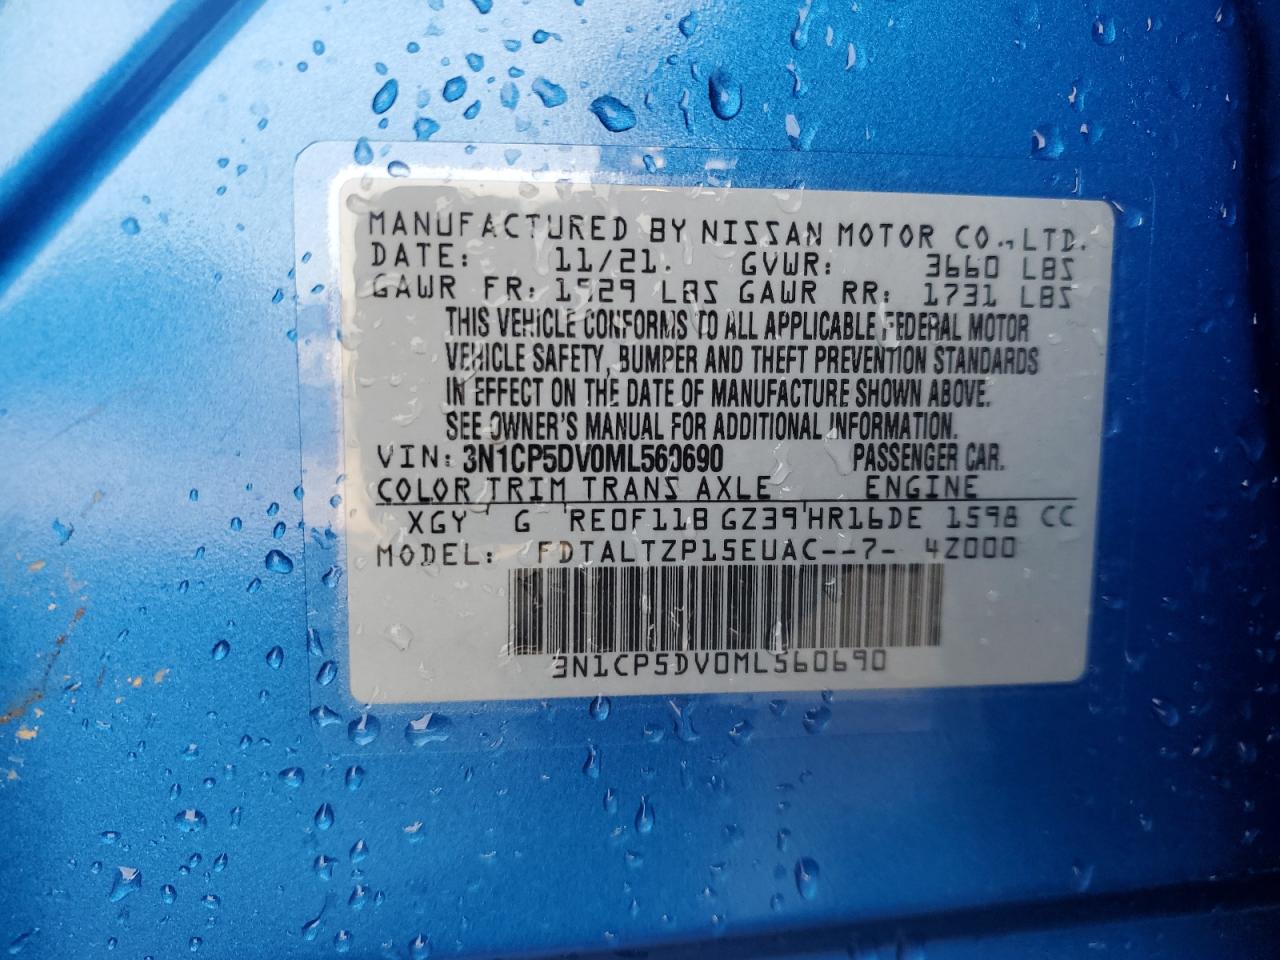 MANUFACTURED BY NISSAN MOTOR CO., LTD.
DATE: 11/21. GVWR: 3660 LBS
GAWR FR: 1929 LBS GAWR RR: 1731 LBS
THIS VEHICLE CONFORMS TO ALL APPLICABLE FEDERAL MOTOR
VEHICLE SAFETY, BUMPER AND THEFT PREVENTION STANDARDS
IN EFFECT ON THE DATE OF MANUFACTURE SHOWN ABOVE.
SEE OWNER'S MANUAL FOR ADDITIONAL INFORMATION.
VIN: 3N1CP5DV0ML560690 PASSENGER CAR.
COLOR TRIM TRANS AXLE ENGINE
XGY G RE0F11B GZ39 HR16DE 1598 CC
MODEL: FDTALTZP15EUAC--7- 4Z000
3N1CP5DV0ML560690